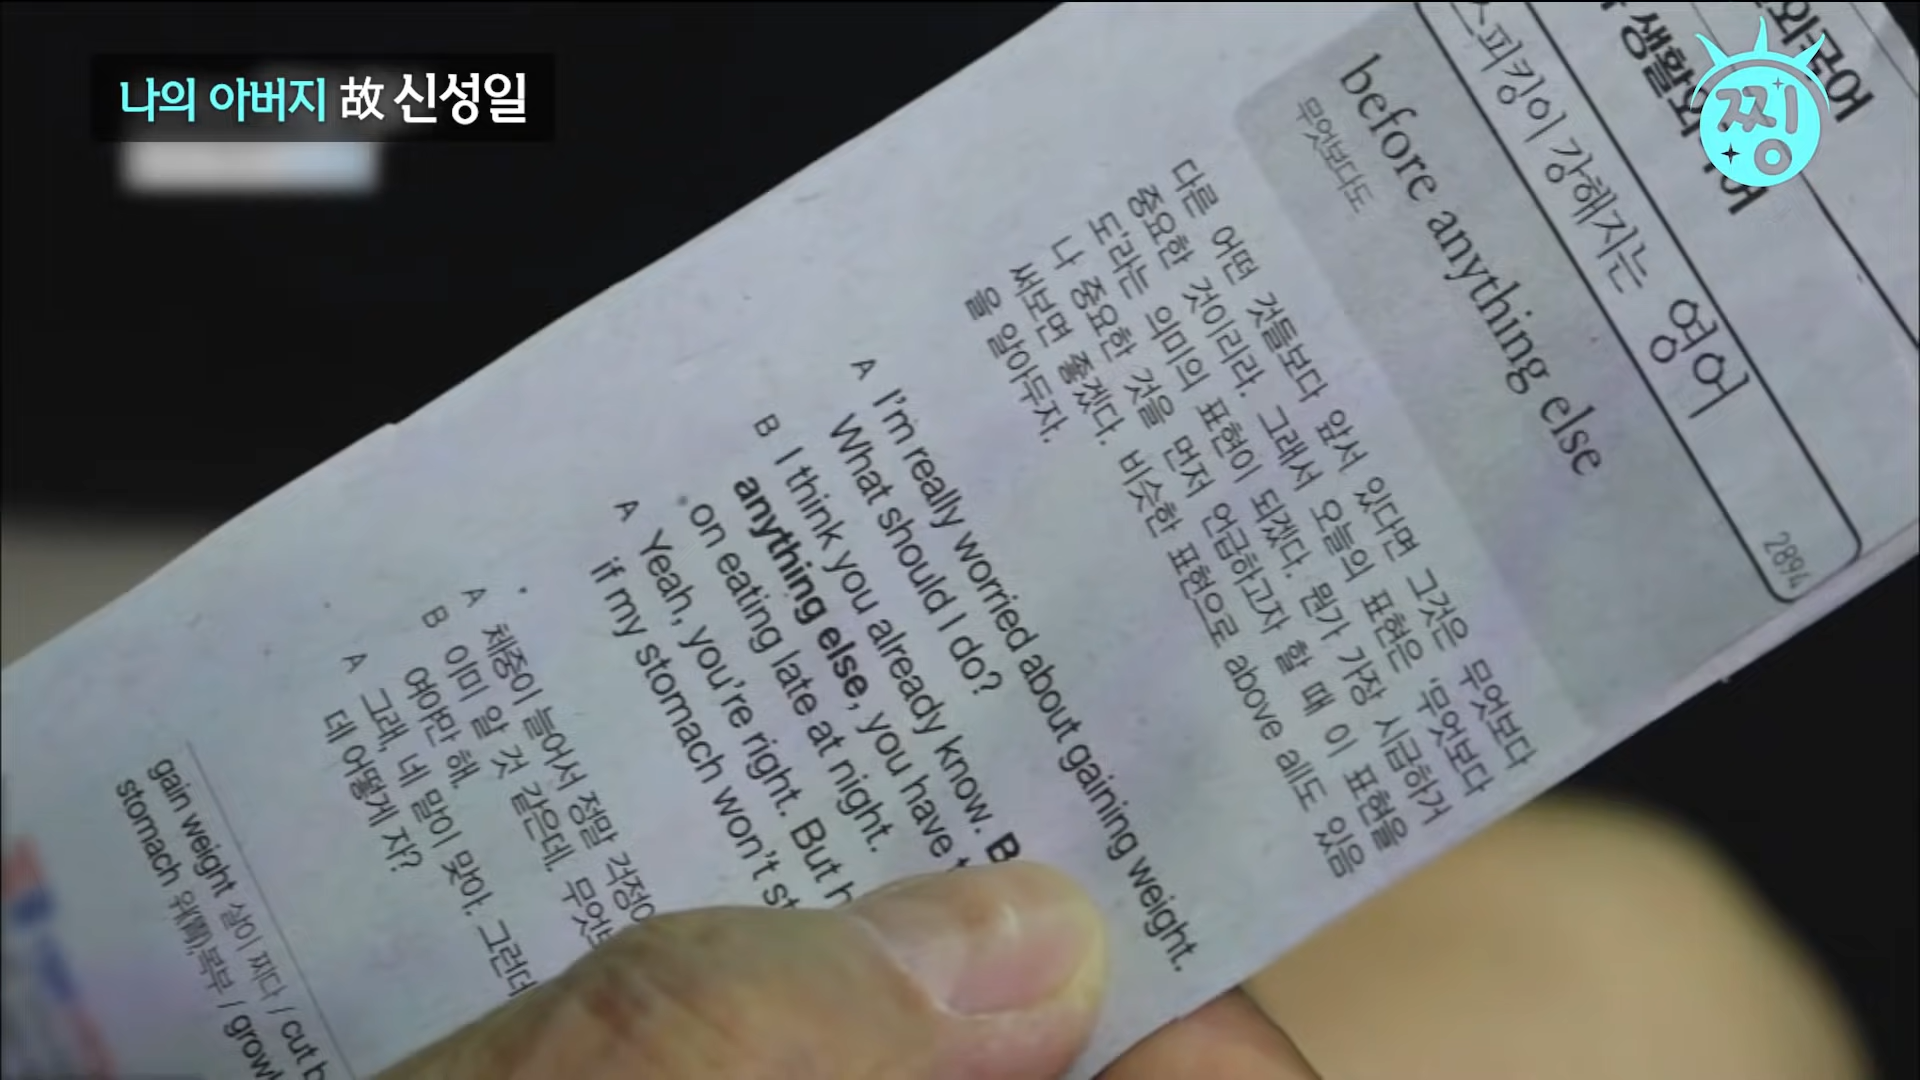 나의 아버지 故 신성일
찡
스피킹이 강해지는 영어
2894
before anything else
무엇보다도
다른 어떤 것들보다 앞서 있다면 그것은 무엇보다
중요한 것이리라. 그래서 오늘의 표현은 '무엇보다
도'라는 의미의 표현이 되겠다. 뭔가 가장 시급하거
나 중요한 것을 먼저 언급하고자 할 때 이 표현을
써보면 좋겠다. 비슷한 표현으로 above all도 있음
을 알아두자.
A I'm really worried about gaining weight.
What should I do?
B I think you already know. B
anything else, you have t
on eating late at night.
A Yeah, you're right. But h
if my stomach won't st
A 체중이 늘어서 정말 걱정이
B 이미 알 것 같은데. 무엇보
여야만 해.
A 그래, 네 말이 맞아. 그런데
데 어떻게 자?
gain weight 살이 찌다 / cut b
stomach 위(胃),복부 / growl